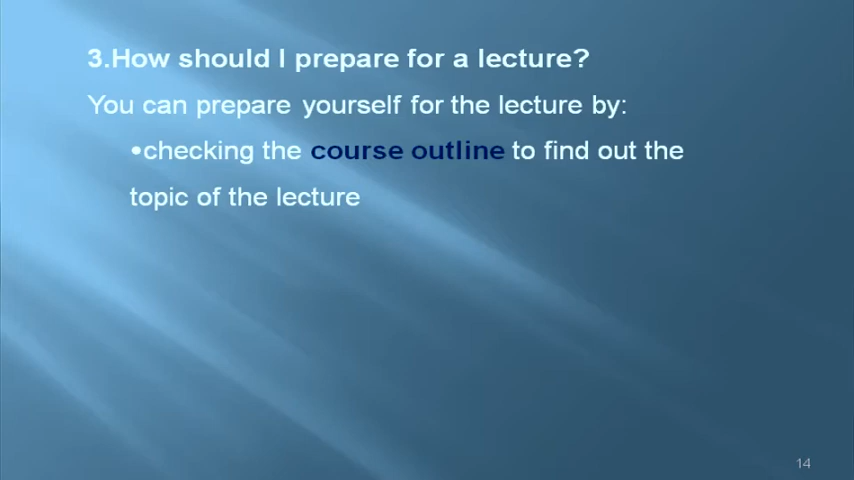 3.How should I prepare for a lecture?
You can prepare yourself for the lecture by:
•checking the course outline to find out the
topic of the lecture
14